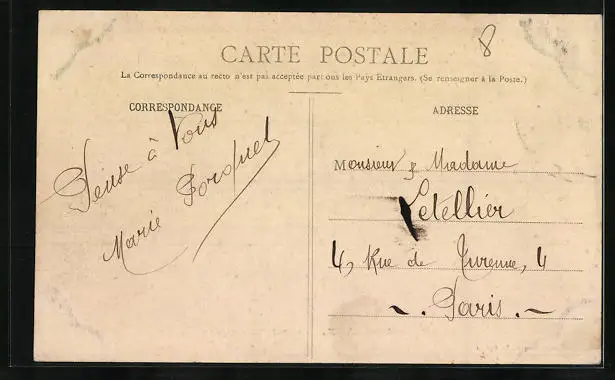 8
CARTE POSTALE
La Correspondance au recto n'est pas acceptée par tous les Pays Etrangers. (Se renseigner à la Poste.)
CORRESPONDANCE
Pense à Vous
Marie
ADRESSE
Monsieur & Madame
Letellier
4, Rue de Turenne, 4
~. Paris. ~